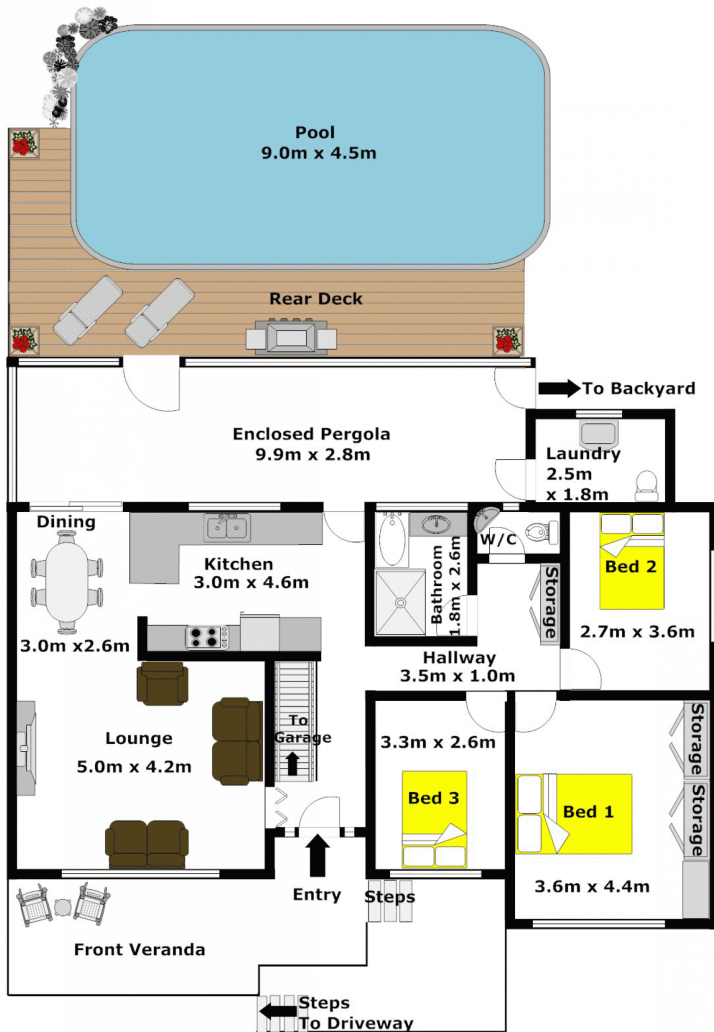 Pool
9.0m x 4.5m
Rear Deck
To Backyard
Enclosed Pergola
9.9m x 2.8m
Laundry
2.5m
x 1.8m
Dining
3.0m x2.6m
Kitchen
3.0m x 4.6m
Bathroom
1.8m x 2.6m
W/C
Storage
Bed 2
2.7m x 3.6m
Hallway
3.5m x 1.0m
Lounge
5.0m x 4.2m
To
Garage
3.3m x 2.6m
Bed 3
Storage
Storage
Bed 1
3.6m x 4.4m
Entry
Steps
Front Veranda
Steps
To Driveway